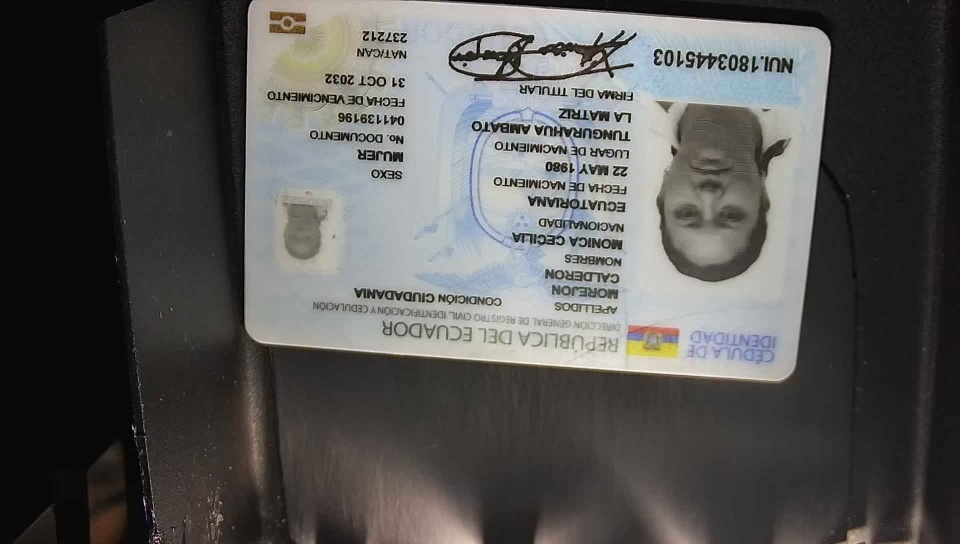 CÉDULA DE
IDENTIDAD
REPÚBLICA DEL ECUADOR
DIRECCIÓN GENERAL DE REGISTRO CIVIL, IDENTIFICACIÓN Y CEDULACIÓN
APELLIDOS
MOREJON
CALDERON
NOMBRES
MONICA CECILIA
NACIONALIDAD
ECUATORIANA
FECHA DE NACIMIENTO
22 MAY 1980
LUGAR DE NACIMIENTO
TUNGURAHUA AMBATO
LA MATRIZ
FIRMA DEL TITULAR
CONDICIÓN CIUDADANIA
SEXO
MUJER
No. DOCUMENTO
041139196
FECHA DE VENCIMIENTO
31 OCT 2032
NAT/CAN
237212
NUI.1803445103